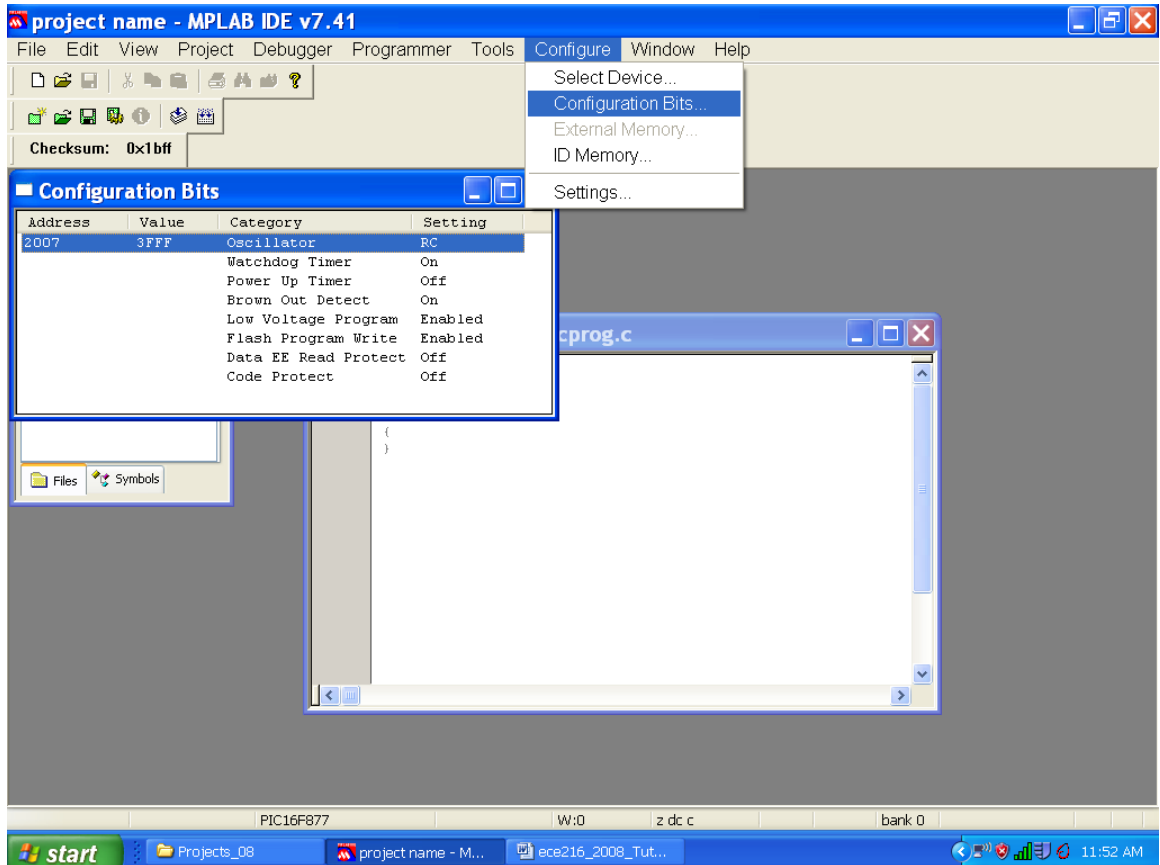 project name - MPLAB IDE v7.41
File Edit View Project Debugger Programmer Tools Configure Window Help
Select Device...
Configuration Bits...
External Memory...
ID Memory...
Settings...
Checksum: 0x1bff
Configuration Bits
Address Value Category Setting
2007 3FFF Oscillator RC
Watchdog Timer On
Power Up Timer Off
Brown Out Detect On
Low Voltage Program Enabled
Flash Program Write Enabled
Data EE Read Protect Off
Code Protect Off
cprog.c
{
}
Files Symbols
PIC16F877 W:0 z dc c bank 0
start Projects_08 project name - M... ece216_2008_Tut... 11:52 AM